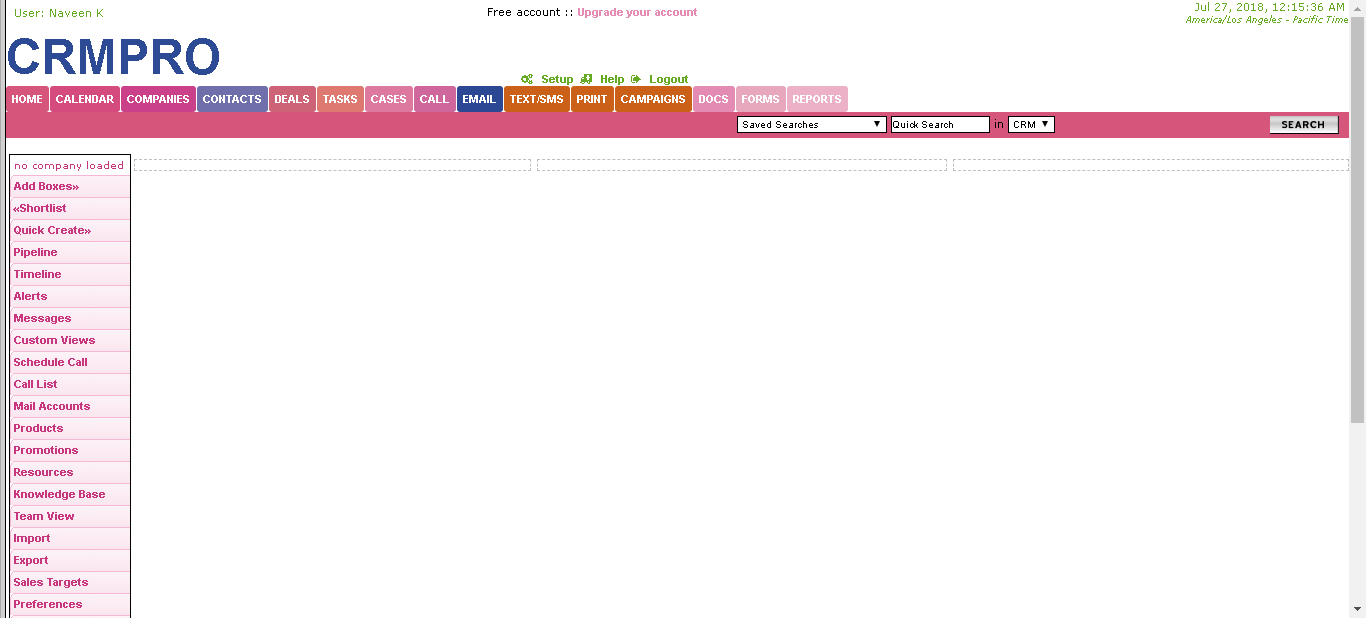 User: Naveen K
Free account :: Upgrade your account
Jul 27, 2018, 12:15:36 AM
America/Los Angeles - Pacific Time
CRMPRO
Setup Help Logout
HOME CALENDAR COMPANIES CONTACTS DEALS TASKS CASES CALL EMAIL TEXT/SMS PRINT CAMPAIGNS DOCS FORMS REPORTS
Saved Searches Quick Search in CRM SEARCH
no company loaded
Add Boxes»
«Shortlist
Quick Create»
Pipeline
Timeline
Alerts
Messages
Custom Views
Schedule Call
Call List
Mail Accounts
Products
Promotions
Resources
Knowledge Base
Team View
Import
Export
Sales Targets
Preferences